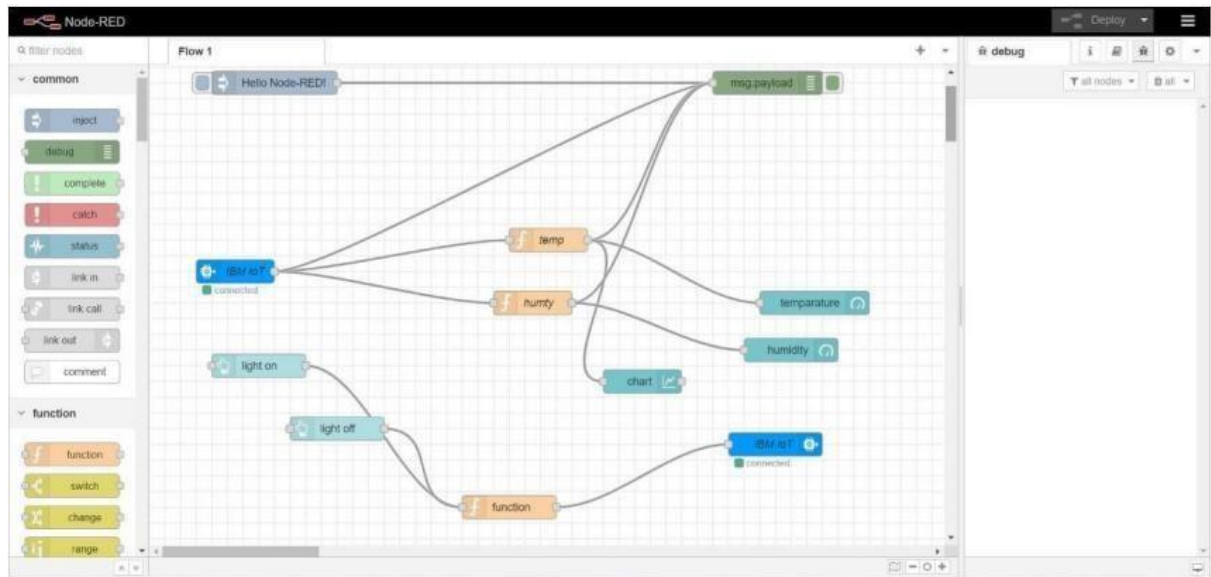 Node-RED
Deploy
filter nodes
Flow 1
debug
i
all nodes
all
common
inject
debug
complete
catch
status
link in
link call
link out
comment
function
function
switch
change
range
Hello Node-RED!
msg.payload
temp
IBM IoT
connected
humty
temparature
humidity
light on
chart
light off
IBM IoT
connected
function